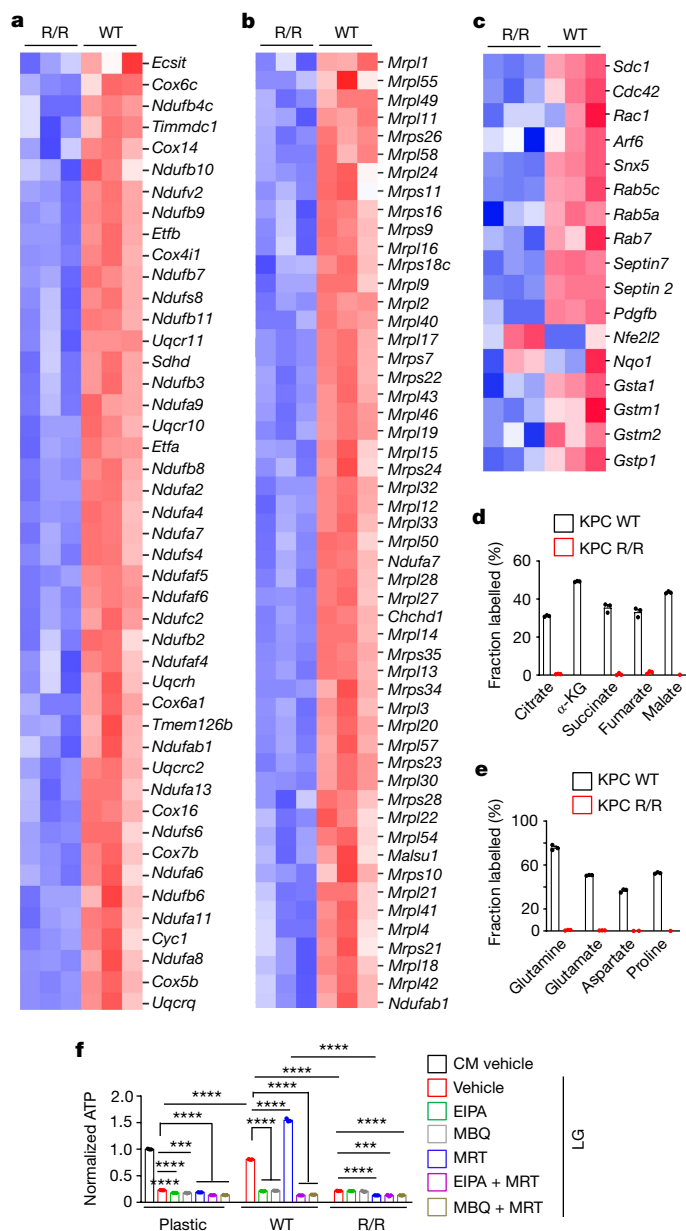 a
R/R WT
Ecsit
Cox6c
Ndufb4c
Timmdc1
Cox14
Ndufb10
Ndufv2
Ndufb9
Etfb
Cox4i1
Ndufb7
Ndufs8
Ndufb11
Uqcr11
Sdhd
Ndufb3
Ndufa9
Uqcr10
Etfa
Ndufb8
Ndufa2
Ndufa4
Ndufa7
Ndufs4
Ndufaf5
Ndufaf6
Ndufc2
Ndufb2
Ndufaf4
Uqcrh
Cox6a1
Tmem126b
Ndufab1
Uqcrc2
Ndufa13
Cox16
Ndufs6
Cox7b
Ndufa6
Ndufb6
Ndufa11
Cyc1
Ndufa8
Cox5b
Uqcrq
b
R/R WT
Mrpl1
Mrpl55
Mrpl49
Mrpl11
Mrps26
Mrpl58
Mrpl24
Mrps11
Mrps16
Mrps9
Mrpl16
Mrps18c
Mrpl9
Mrpl2
Mrpl40
Mrpl17
Mrps7
Mrps22
Mrpl43
Mrpl46
Mrpl19
Mrpl15
Mrps24
Mrpl32
Mrpl12
Mrpl33
Mrpl50
Ndufa7
Mrpl28
Mrpl27
Chchd1
Mrpl14
Mrps35
Mrpl13
Mrps34
Mrpl3
Mrpl20
Mrpl57
Mrps23
Mrpl30
Mrps28
Mrpl22
Mrpl54
Malsu1
Mrps10
Mrpl21
Mrpl41
Mrpl4
Mrps21
Mrpl18
Mrpl42
Ndufab1
c
R/R WT
Sdc1
Cdc42
Rac1
Arf6
Snx5
Rab5c
Rab5a
Rab7
Septin7
Septin 2
Pdgfb
Nfe2l2
Nqo1
Gsta1
Gstm1
Gstm2
Gstp1
d
KPC WT
KPC R/R
Fraction labelled (%)
60
40
20
0
Citrate
α-KG
Succinate
Fumarate
Malate
e
KPC WT
KPC R/R
Fraction labelled (%)
100
60
20
0
Glutamine
Glutamate
Aspartate
Proline
f
Normalized ATP
2.0
1.5
1.0
0.5
0
****
****
****
****
****
****
****
***
****
****
****
***
****
Plastic WT R/R
CM vehicle
Vehicle
EIPA
MBQ
MRT
EIPA + MRT
MBQ + MRT
LG